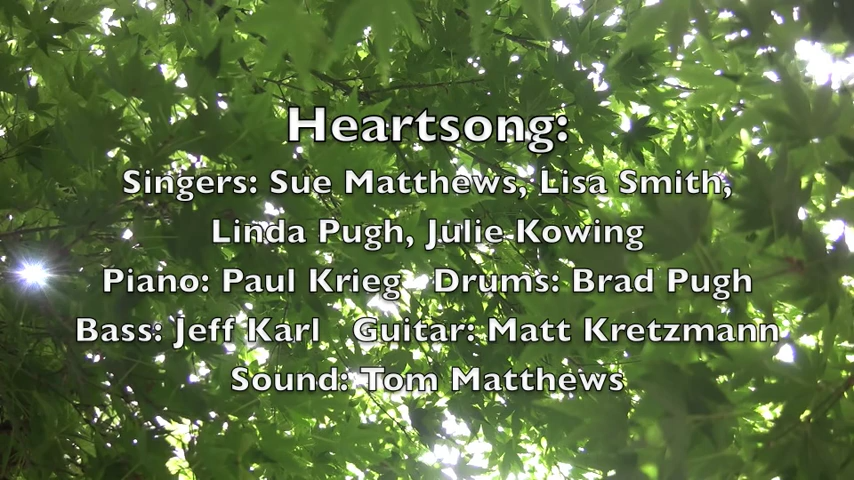 Heartsong:
Singers: Sue Matthews, Lisa Smith,
Linda Pugh, Julie Kowing
Piano: Paul Krieg   Drums: Brad Pugh
Bass: Jeff Karl   Guitar: Matt Kretzmann
Sound: Tom Matthews